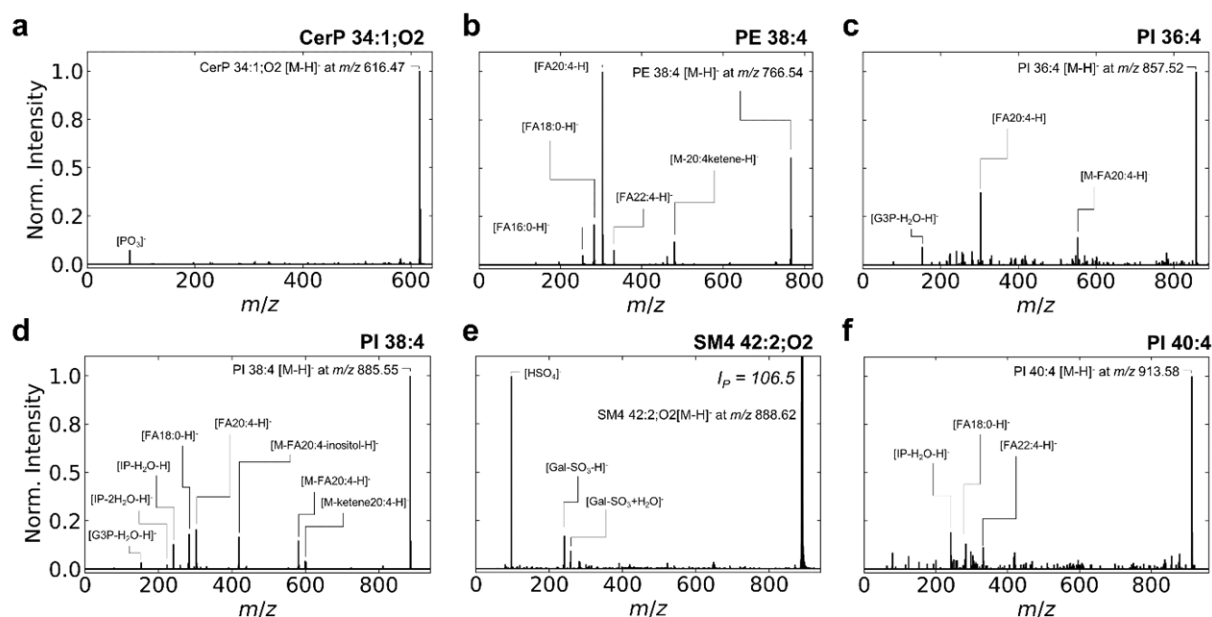 a
CerP 34:1;O2
Norm. Intensity
1.0
0.8
0.5
0.2
0.0
CerP 34:1;O2 [M-H]⁻ at m/z 616.47
[PO₃]⁻
0 200 400 600
m/z
b
PE 38:4
[FA20:4-H]
PE 38:4 [M-H]⁻ at m/z 766.54
[FA18:0-H]⁻
[M-20:4ketene-H]
[FA22:4-H]⁻
[FA16:0-H]⁻
0 200 400 600 800
m/z
c
PI 36:4
PI 36:4 [M-H]⁻ at m/z 857.52
[FA20:4-H]
[M-FA20:4-H]
[G3P-H₂O-H]⁻
0 200 400 600 800
m/z
d
PI 38:4
Norm. Intensity
1.0
0.8
0.5
0.2
0.0
PI 38:4 [M-H]⁻ at m/z 885.55
[FA18:0-H]⁻
[FA20:4-H]⁻
[IP-H₂O-H]
[M-FA20:4-inositol-H]⁻
[IP-2H₂O-H]⁻
[M-FA20:4-H]⁻
[M-ketene20:4-H]⁻
[G3P-H₂O-H]⁻
0 200 400 600 800
m/z
e
SM4 42:2;O2
[HSO₄]⁻
I_P = 106.5
SM4 42:2;O2[M-H]⁻ at m/z 888.62
[Gal-SO₃-H]⁻
[Gal-SO₃+H₂O]⁻
0 200 400 600 800
m/z
f
PI 40:4
PI 40:4 [M-H]⁻ at m/z 913.58
[FA18:0-H]⁻
[IP-H₂O-H]⁻
[FA22:4-H]⁻
0 200 400 600 800
m/z